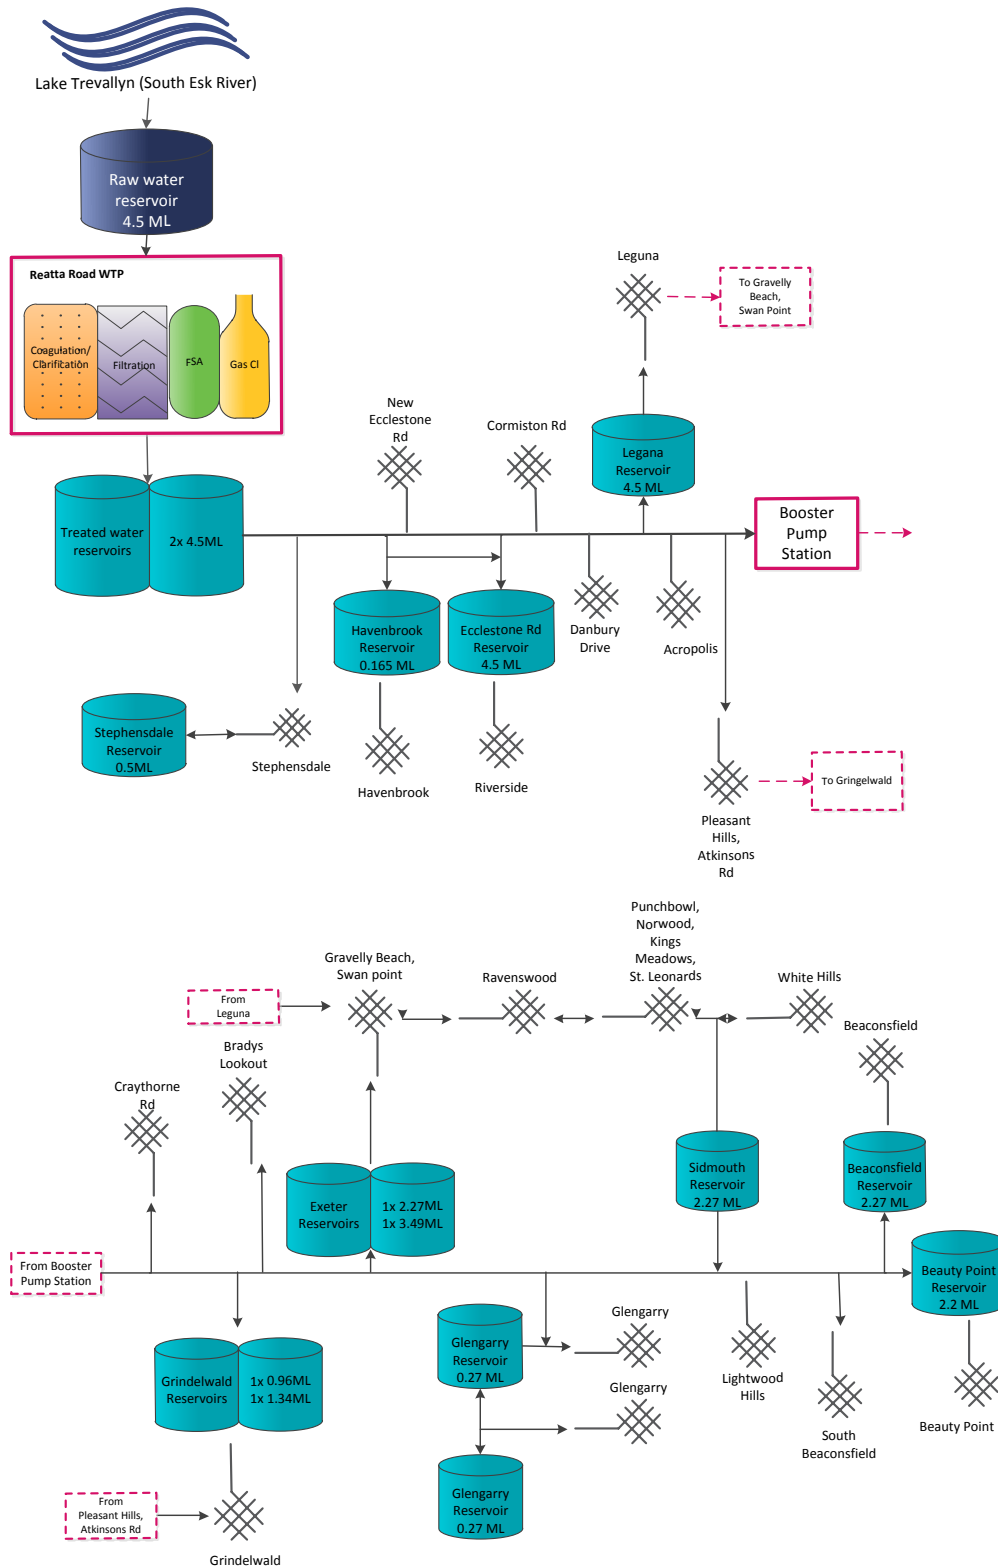 Lake Trevallyn (South Esk River)
Raw water
reservoir
4.5 ML
Reatta Road WTP
Coagulation/
Clarification
Filtration
FSA
Gas Cl
Treated water
reservoirs
2x 4.5ML
New
Ecclestone
Rd
Cormiston Rd
Leguna
To Gravelly
Beach,
Swan Point
Legana
Reservoir
4.5 ML
Booster
Pump
Station
Havenbrook
Reservoir
0.165 ML
Ecclestone Rd
Reservoir
4.5 ML
Danbury
Drive
Acropolis
Stephensdale
Reservoir
0.5ML
Stephensdale
Havenbrook
Riverside
To Gringelwald
Pleasant
Hills,
Atkinsons
Rd
Punchbowl,
Norwood,
Kings
Meadows,
St. Leonards
Gravelly Beach,
Swan point
Ravenswood
White Hills
From
Leguna
Beaconsfield
Bradys
Lookout
Craythorne
Rd
Exeter
Reservoirs
1x 2.27ML
1x 3.49ML
Sidmouth
Reservoir
2.27 ML
Beaconsfield
Reservoir
2.27 ML
From Booster
Pump Station
Beauty Point
Reservoir
2.2 ML
Grindelwald
Reservoirs
1x 0.96ML
1x 1.34ML
Glengarry
Reservoir
0.27 ML
Glengarry
Glengarry
Lightwood
Hills
South
Beaconsfield
Beauty Point
Glengarry
Reservoir
0.27 ML
From
Pleasant Hills,
Atkinsons Rd
Grindelwald